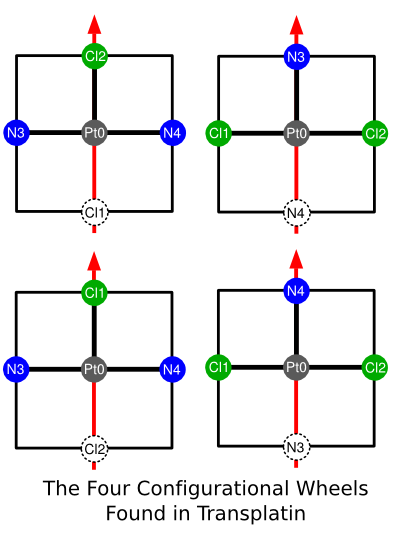 Cl2
N3
N3 Pt0 N4
Cl1 Pt0 Cl2
Cl1
N4
Cl1
N4
N3 Pt0 N4
Cl1 Pt0 Cl2
Cl2
N3
The Four Configurational Wheels
Found in Transplatin